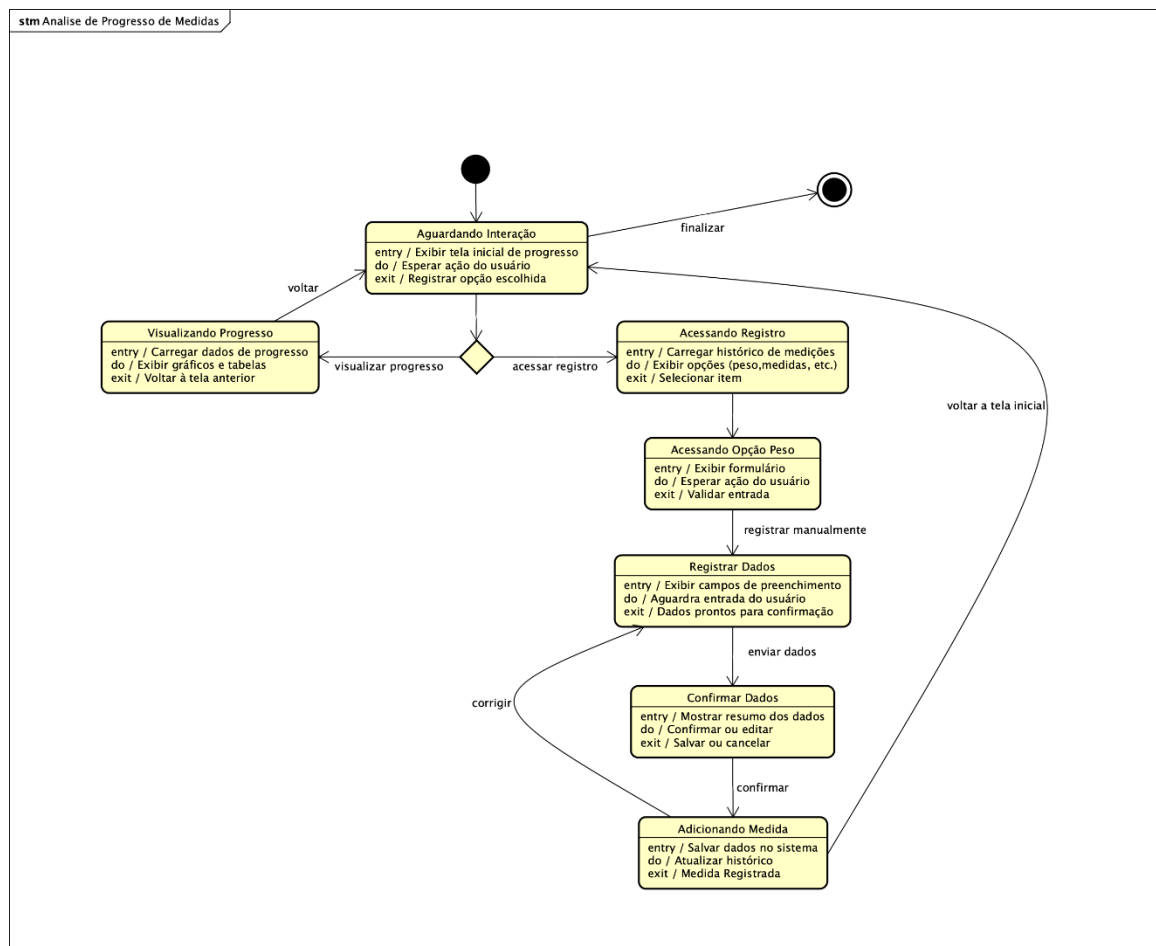 stm Analise de Progresso de Medidas
Aguardando Interação
entry / Exibir tela inicial de progresso
do / Esperar ação do usuário
exit / Registrar opção escolhida
finalizar
voltar
Visualizando Progresso
entry / Carregar dados de progresso
do / Exibir gráficos e tabelas
exit / Voltar à tela anterior
visualizar progresso
acessar registro
Acessando Registro
entry / Carregar histórico de medições
do / Exibir opções (peso,medidas, etc.)
exit / Selecionar item
voltar a tela inicial
Acessando Opção Peso
entry / Exibir formulário
do / Esperar ação do usuário
exit / Validar entrada
registrar manualmente
Registrar Dados
entry / Exibir campos de preenchimento
do / Aguardra entrada do usuário
exit / Dados prontos para confirmação
enviar dados
corrigir
Confirmar Dados
entry / Mostrar resumo dos dados
do / Confirmar ou editar
exit / Salvar ou cancelar
confirmar
Adicionando Medida
entry / Salvar dados no sistema
do / Atualizar histórico
exit / Medida Registrada